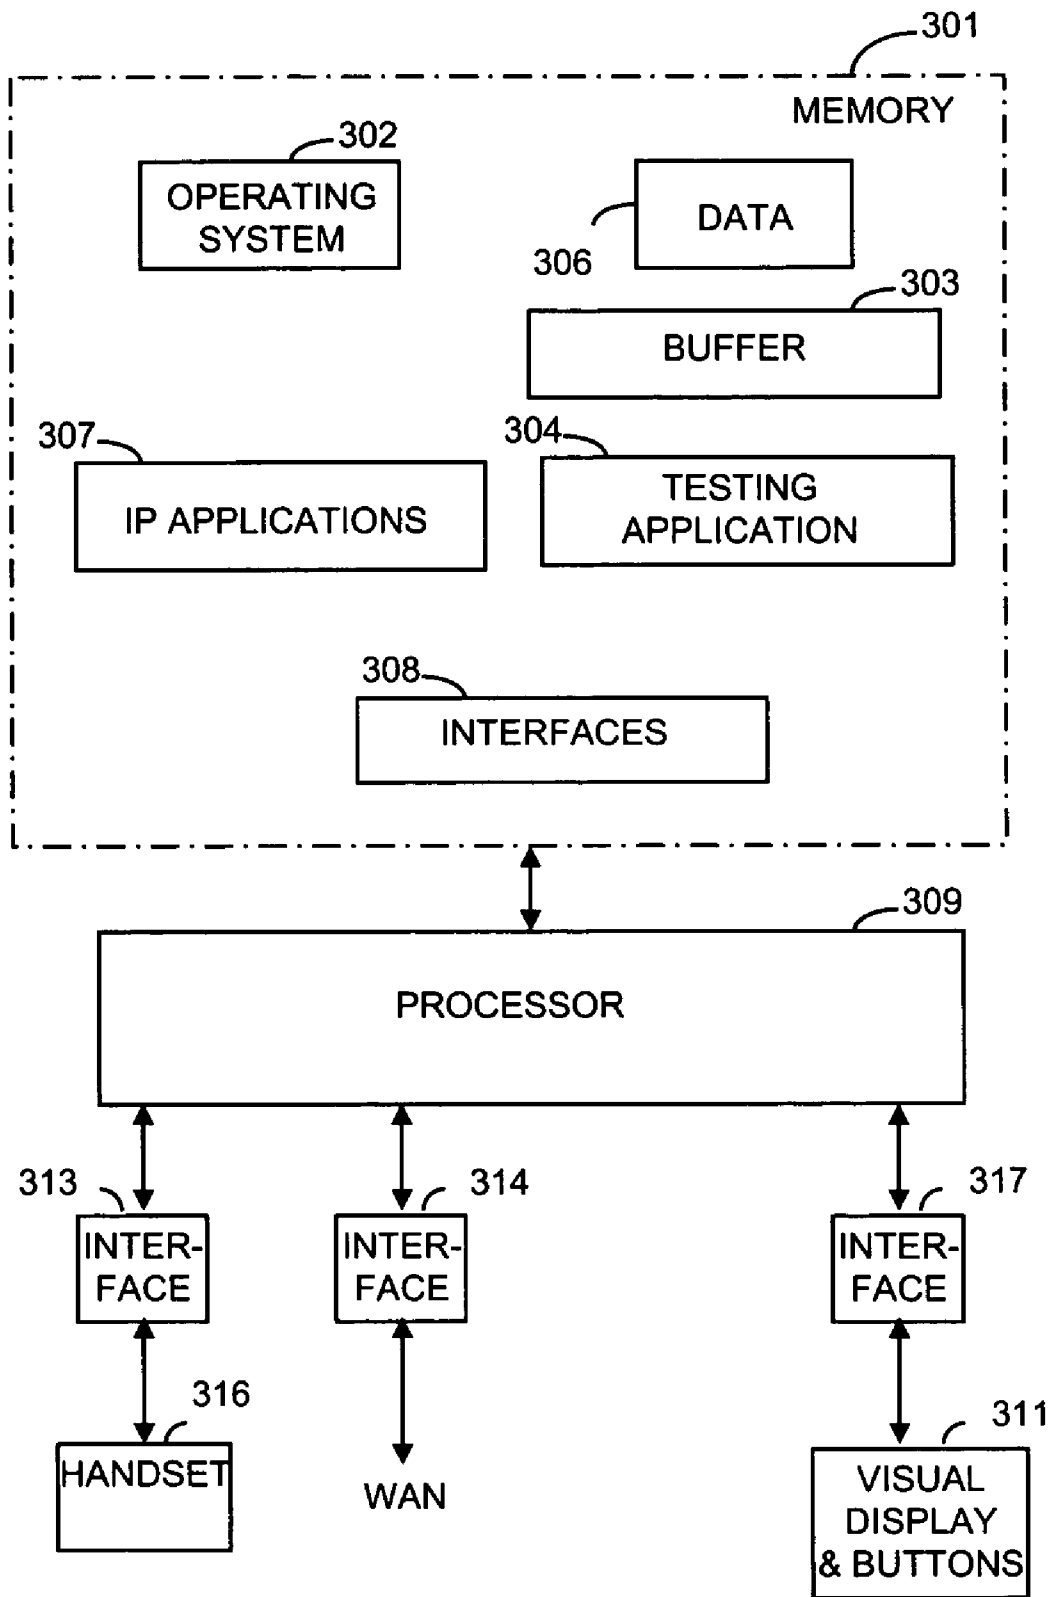 301
MEMORY
302
OPERATING
SYSTEM
DATA
306
303
BUFFER
307
IP APPLICATIONS
304
TESTING
APPLICATION
308
INTERFACES
309
PROCESSOR
313
INTER-
FACE
314
INTER-
FACE
317
INTER-
FACE
316
HANDSET
WAN
311
VISUAL
DISPLAY
& BUTTONS